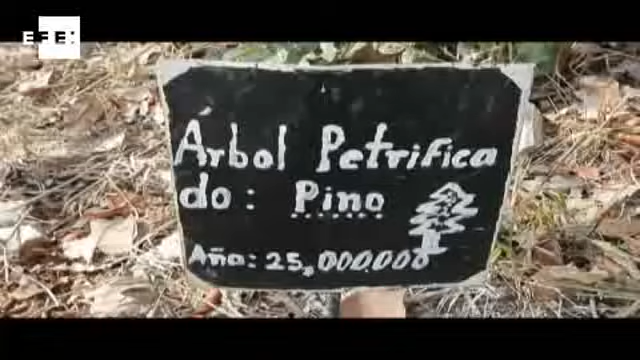 EFE:
Árbol Petrifica
do: Pino
Año: 25,000.000